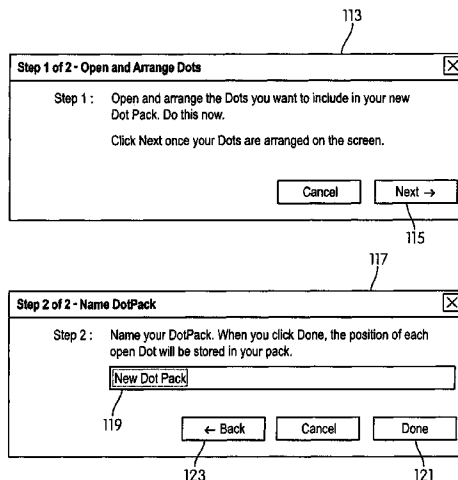 113
Step 1 of 2 - Open and Arrange Dots
Step 1 : Open and arrange the Dots you want to include in your new
Dot Pack. Do this now.
Click Next once your Dots are arranged on the screen.
Cancel Next →
115
117
Step 2 of 2 - Name DotPack
Step 2 : Name your DotPack. When you click Done, the position of each
open Dot will be stored in your pack.
New Dot Pack
119
← Back Cancel Done
123 121